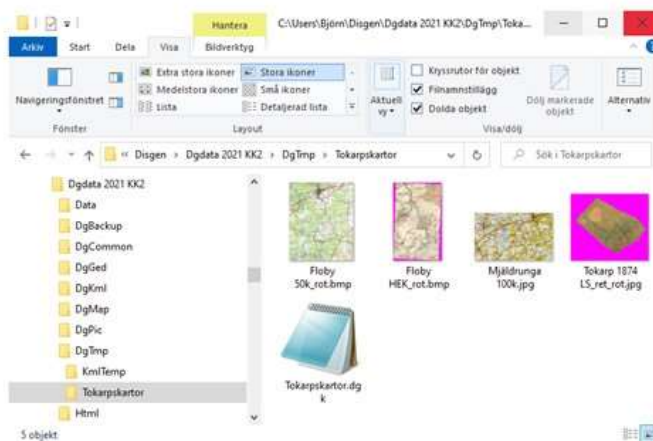 Hantera
C:\Users\Björn\Disgen\Dgdata 2021 KK2\DgTmp\Toka...
Arkiv Start Dela Visa Bildverktyg
Navigeringsfönstret
Extra stora ikoner Stora ikoner
Medelstora ikoner Små ikoner
Lista Detaljerad lista
Aktuell vy
Kryssrutor för objekt
Filnamnstillägg
Dolda objekt
Dölj markerade objekt
Alternativ
Fönster Layout Visa/dölj
« Disgen > Dgdata 2021 KK2 > DgTmp > Tokarpskartor
Sök i Tokarpskartor
Dgdata 2021 KK2
Data
DgBackup
DgCommon
DgGed
DgKml
DgMap
DgPic
DgTmp
KmlTemp
Tokarpskartor
Html
Floby
50k_rot.bmp
Floby
HEK_rot.bmp
Mjäldrunga
100k.jpg
Tokarp 1874
LS_ret_rot.jpg
Tokarpskartor.dg
k
5 objekt